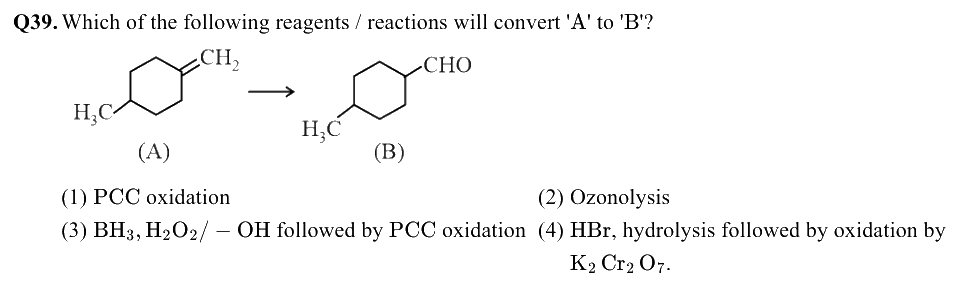 Q39. Which of the following reagents / reactions will convert 'A' to 'B'?
CH₂ CHO
H₃C H₃C
(A) (B)
(1) PCC oxidation (2) Ozonolysis
(3) BH₃, H₂O₂/ − OH followed by PCC oxidation (4) HBr, hydrolysis followed by oxidation by
K₂ Cr₂ O₇.